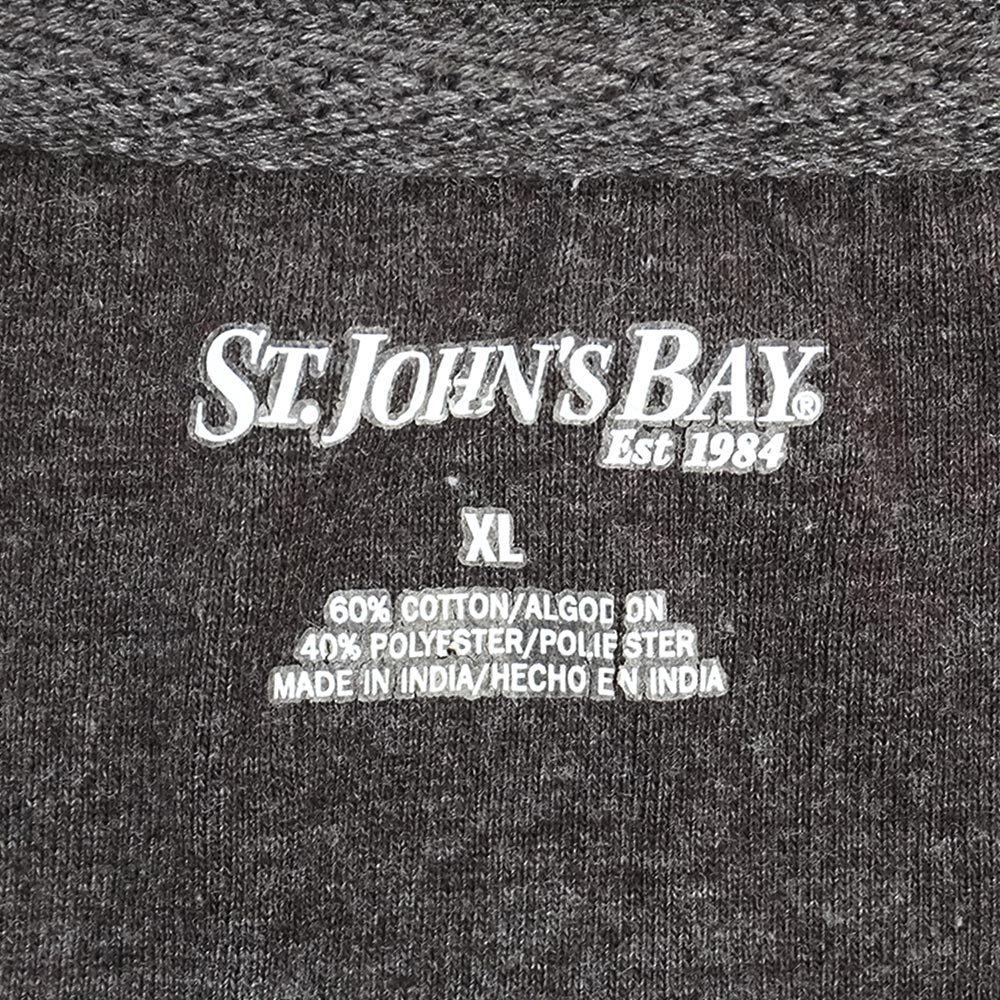 ST. JOHN'S BAY®
Est 1984
XL
60% COTTON/ALGODON
40% POLYESTER/POLIESTER
MADE IN INDIA/HECHO EN INDIA